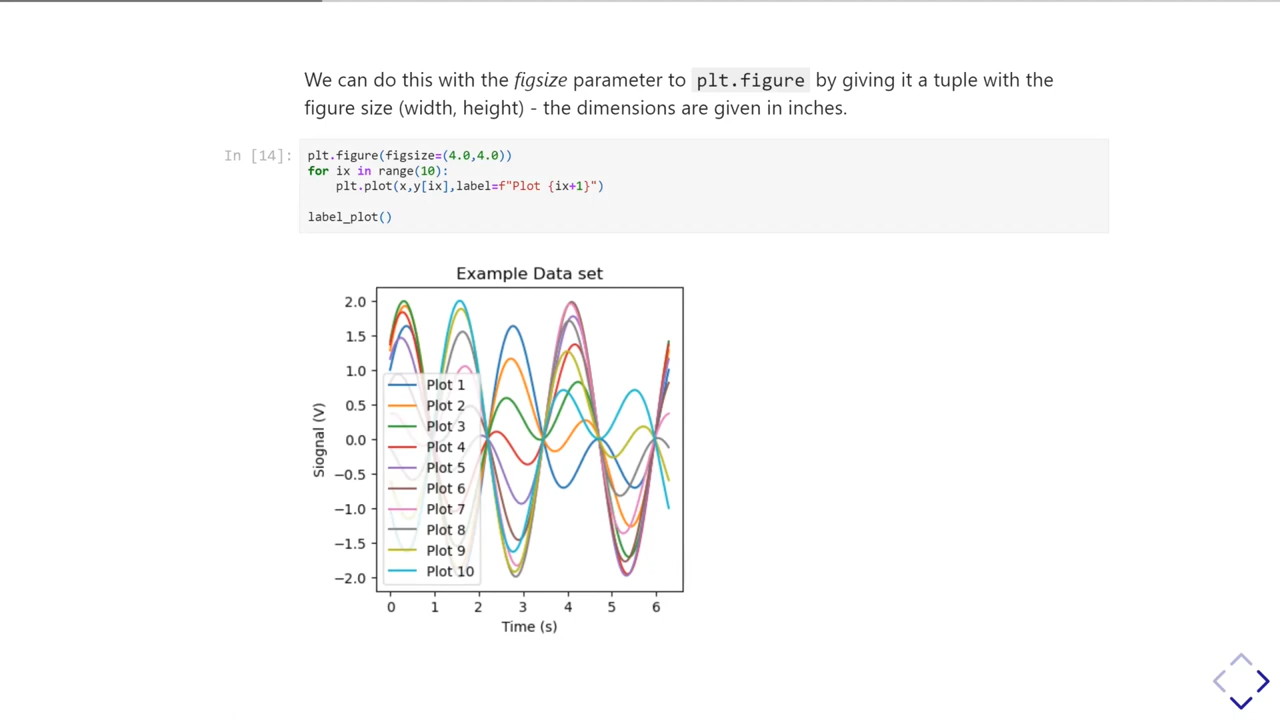 We can do this with the figsize parameter to plt.figure by giving it a tuple with the
figure size (width, height) - the dimensions are given in inches.
In [14]:
plt.figure(figsize=(4.0,4.0))
for ix in range(10):
    plt.plot(x,y[ix],label=f"Plot {ix+1}")
label_plot()
Example Data set
2.0
1.5
1.0
0.5
0.0
−0.5
−1.0
−1.5
−2.0
Siognal (V)
Plot 1
Plot 2
Plot 3
Plot 4
Plot 5
Plot 6
Plot 7
Plot 8
Plot 9
Plot 10
0 1 2 3 4 5 6
Time (s)